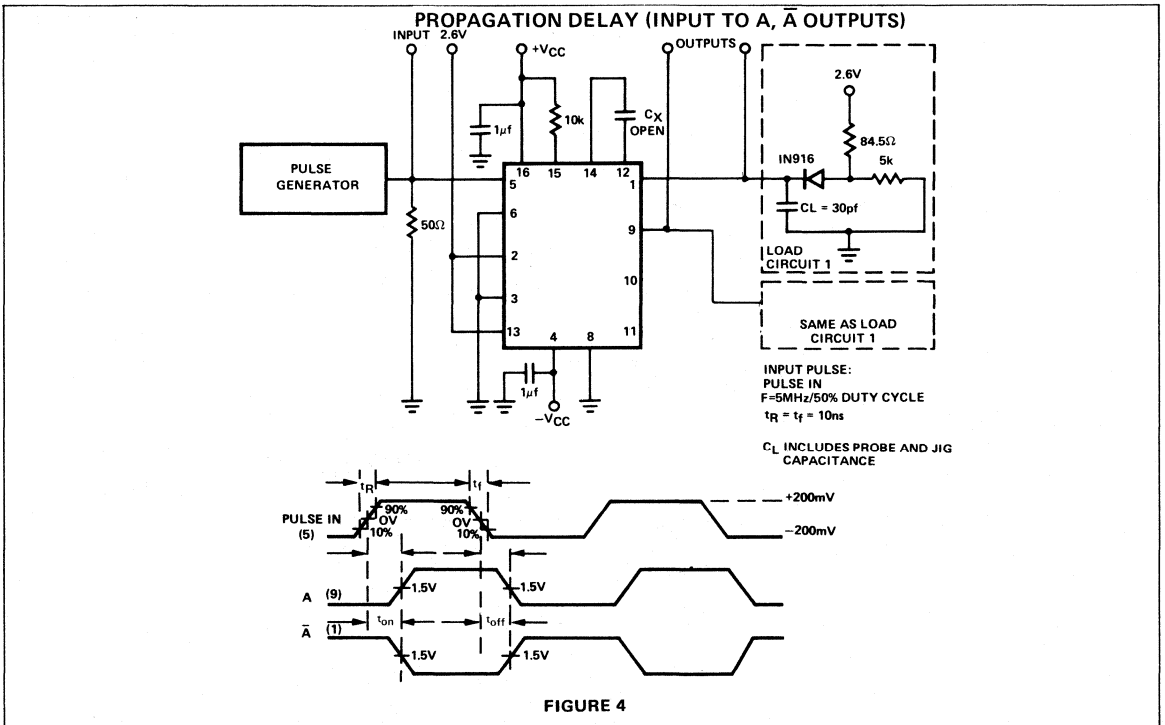 PROPAGATION DELAY (INPUT TO A, A̅ OUTPUTS)
INPUT 2.6V +VCC OUTPUTS
2.6V
1μf
10k
CX
OPEN
84.5Ω
IN916
5k
PULSE
GENERATOR
16 15 14 12
5 1
CL = 30pf
6
50Ω
9
2
LOAD
CIRCUIT 1
10
3
13 4 8 11
SAME AS LOAD
CIRCUIT 1
1μf
−VCC
INPUT PULSE:
PULSE IN
F=5MHz/50% DUTY CYCLE
tR = tf = 10ns
CL INCLUDES PROBE AND JIG
CAPACITANCE
tR tf
+200mV
90% 90%
PULSE IN
(5)
OV OV
10% 10%
−200mV
A (9) 1.5V 1.5V
A̅ (1) ton toff
1.5V 1.5V
FIGURE 4